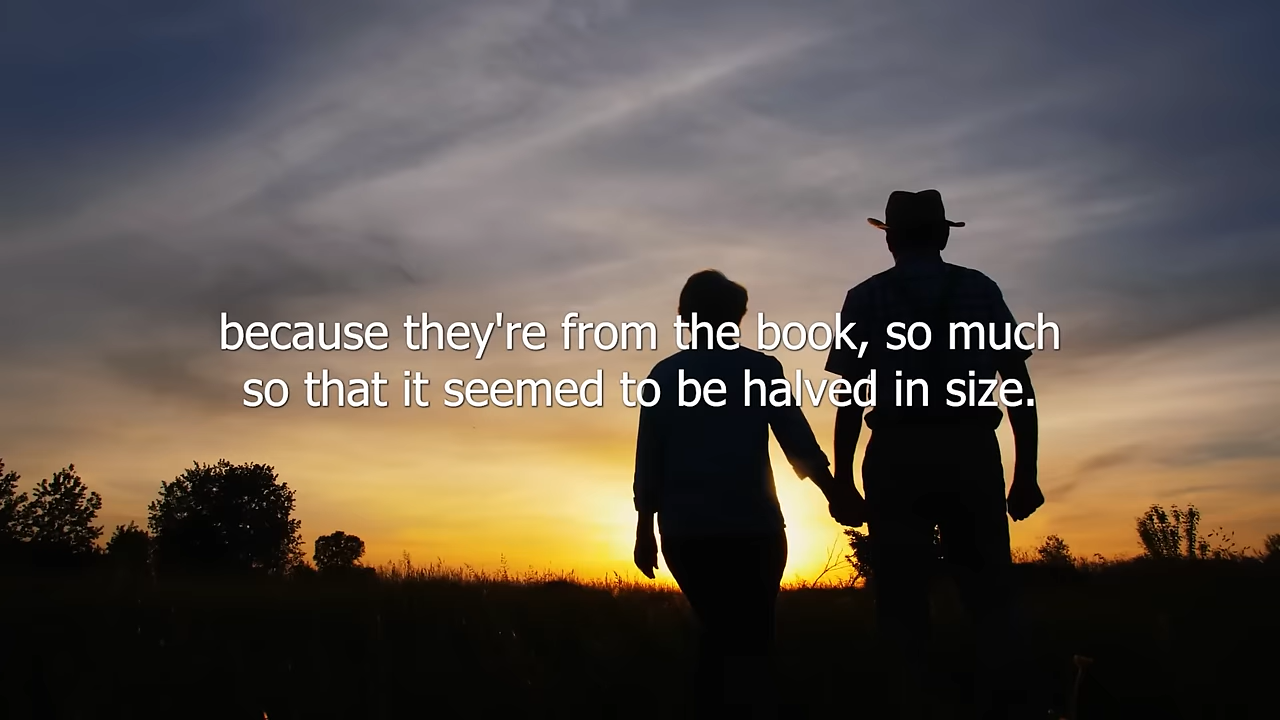 because they're from the book, so much
so that it seemed to be halved in size.